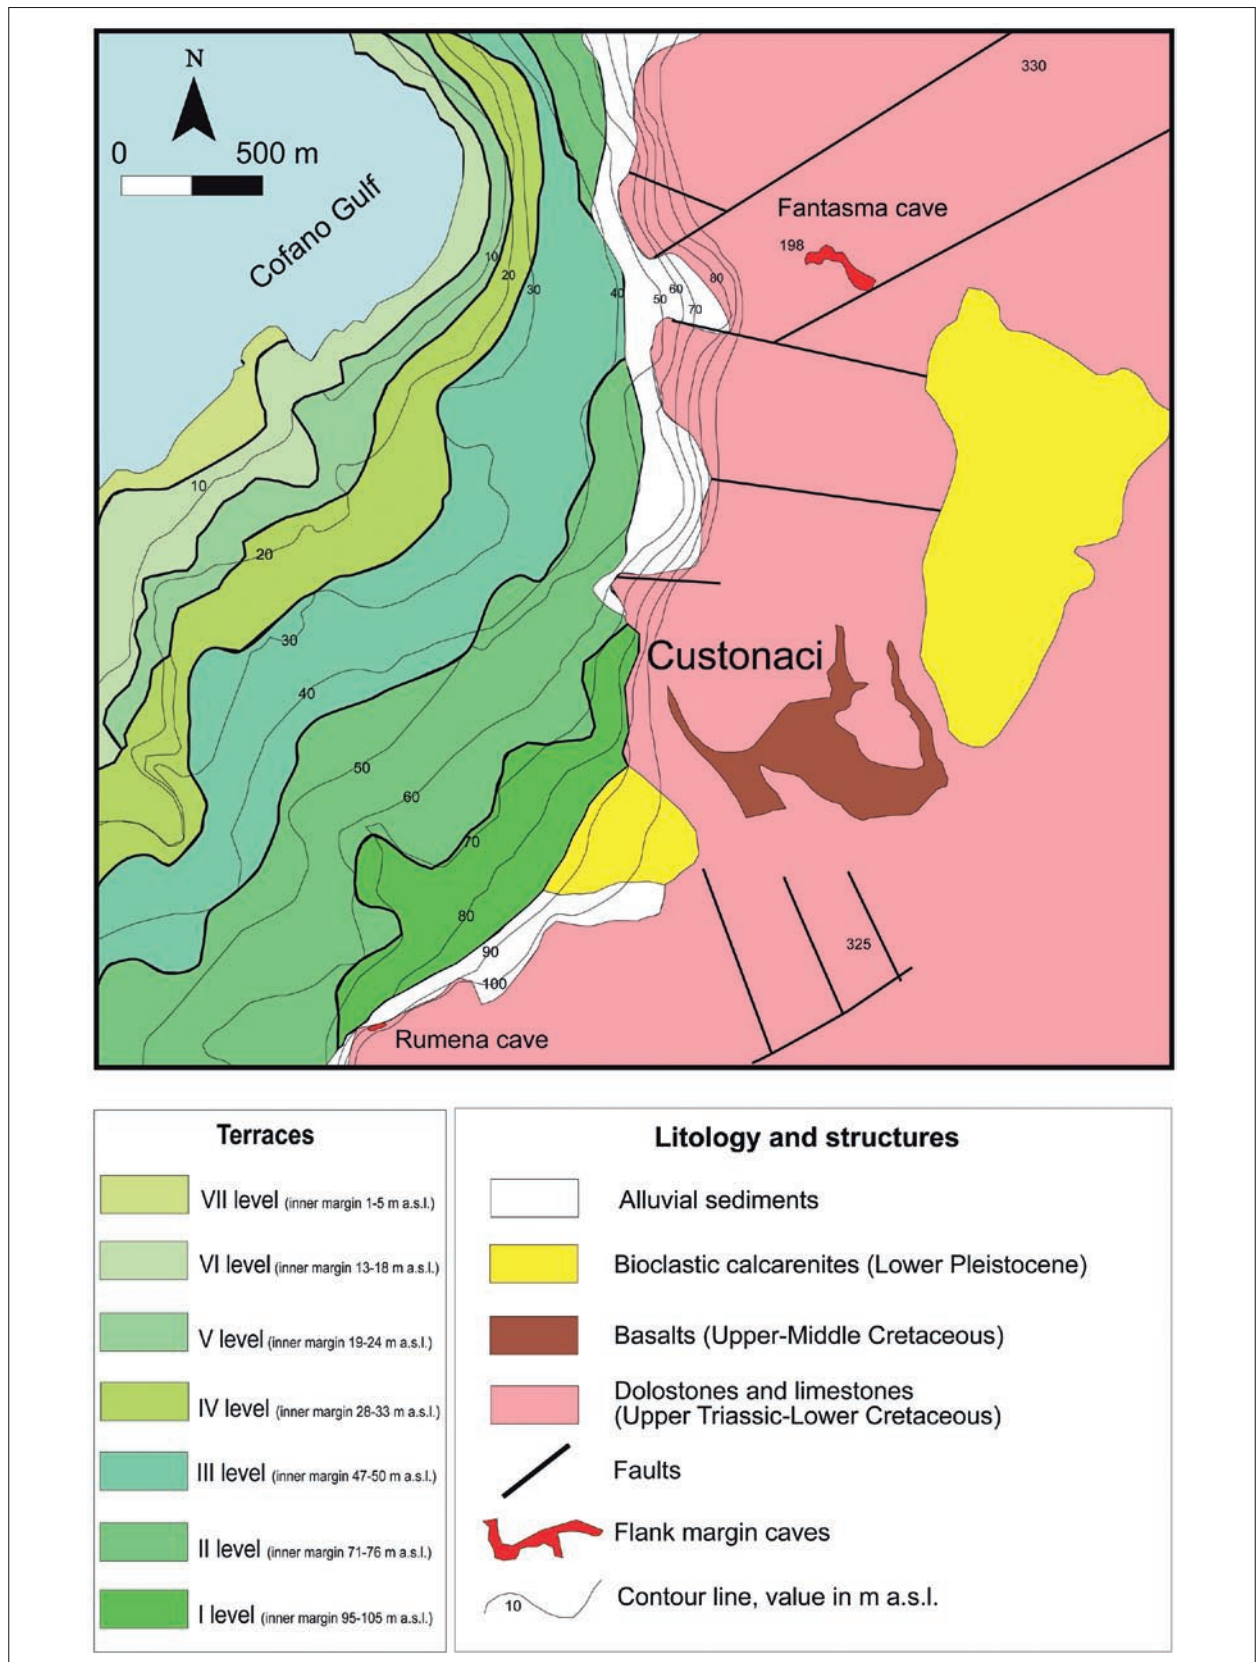 N
0 500 m
Cofano Gulf
330
Fantasma cave
198
10
20
30
40
50
60
70
80
10
20
30
40
Custonaci
50
60
70
80
90
100
325
Rumena cave
Terraces
VII level (inner margin 1-5 m a.s.l.)
VI level (inner margin 13-18 m a.s.l.)
V level (inner margin 19-24 m a.s.l.)
IV level (inner margin 28-33 m a.s.l.)
III level (inner margin 47-50 m a.s.l.)
II level (inner margin 71-76 m a.s.l.)
I level (inner margin 95-105 m a.s.l.)
Litology and structures
Alluvial sediments
Bioclastic calcarenites (Lower Pleistocene)
Basalts (Upper-Middle Cretaceous)
Dolostones and limestones
(Upper Triassic-Lower Cretaceous)
Faults
Flank margin caves
10
Contour line, value in m a.s.l.